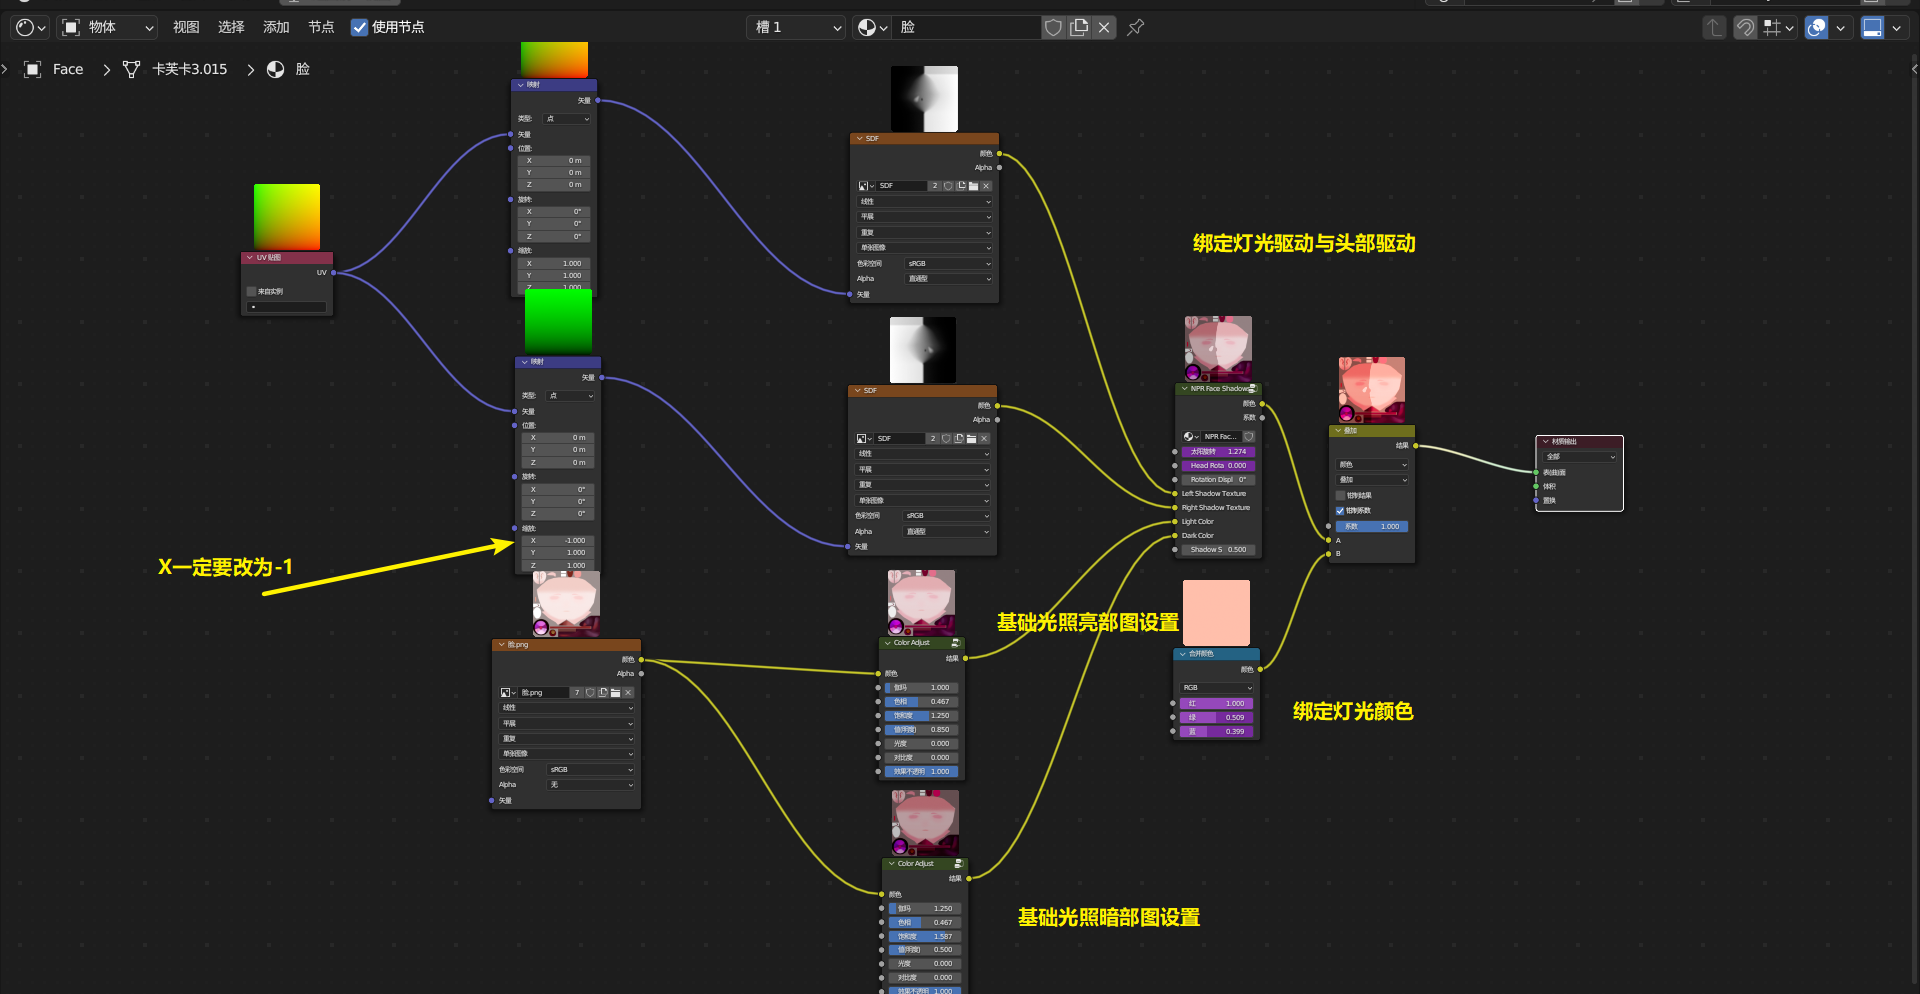 物体
视图
选择
添加
节点
使用节点
槽 1
脸
Face
卡芙卡3.015
脸
映射
矢量
类型:
点
矢量
位置:
X 0 m
Y 0 m
Z 0 m
旋转:
X 0°
Y 0°
Z 0°
缩放:
X 1.000
Y 1.000
Z 1.000
UV 贴图
UV
来自实例
SDF
颜色
Alpha
SDF 2
线性
平展
重复
单张图像
色彩空间 sRGB
Alpha 直通型
矢量
绑定灯光驱动与头部驱动
映射
矢量
类型: 点
矢量
位置:
X 0 m
Y 0 m
Z 0 m
旋转:
X 0°
Y 0°
Z 0°
缩放:
X -1.000
Y 1.000
Z 1.000
X一定要改为-1
SDF
颜色
Alpha
SDF 2
线性
平展
重复
单张图像
色彩空间 sRGB
Alpha 直通型
矢量
NPR Face Shadow
颜色
系数
NPR Fac...
太阳旋转 1.274
Head Rota 0.000
Rotation Displ 0°
Left Shadow Texture
Right Shadow Texture
Light Color
Dark Color
Shadow S 0.500
叠加
结果
颜色
叠加
钳制结果
钳制系数
系数 1.000
A
B
材质输出
全部
表(曲)面
体积
置换
基础光照亮部图设置
脸.png
颜色
Alpha
脸.png 7
线性
平展
重复
单张图像
色彩空间 sRGB
Alpha 无
矢量
Color Adjust
结果
颜色
伽玛 1.000
色相 0.467
饱和度 1.250
值(明度) 0.850
光度 0.000
对比度 0.000
效果不透明 1.000
合并颜色
颜色
RGB
红 1.000
绿 0.509
蓝 0.399
绑定灯光颜色
Color Adjust
结果
颜色
伽玛 1.250
色相 0.467
饱和度 1.587
值(明度) 0.500
光度 0.000
对比度 0.000
效果不透明 1.000
基础光照暗部图设置